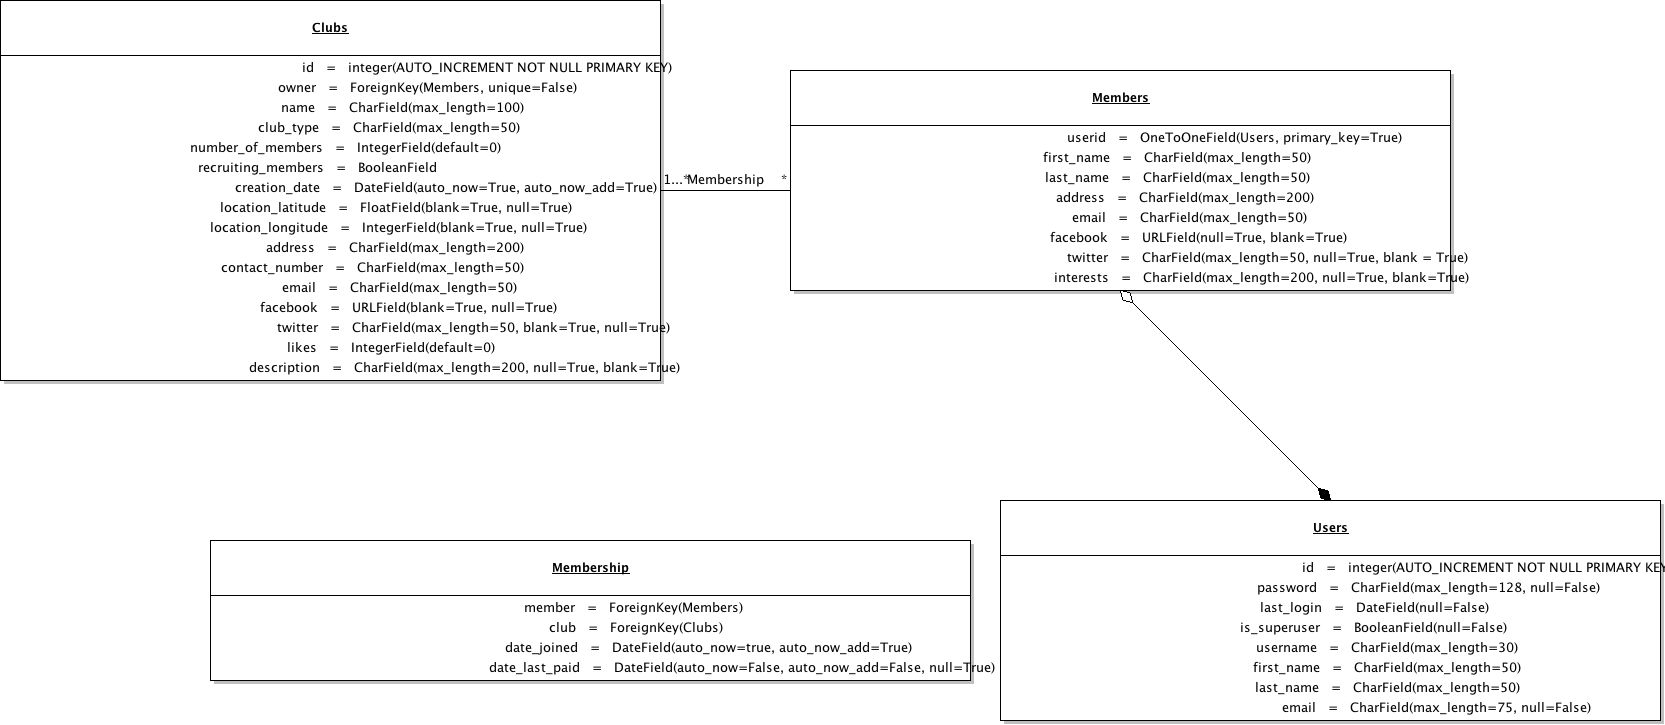 Clubs
id = integer(AUTO_INCREMENT NOT NULL PRIMARY KEY)
owner = ForeignKey(Members, unique=False)
name = CharField(max_length=100)
club_type = CharField(max_length=50)
number_of_members = IntegerField(default=0)
recruiting_members = BooleanField
creation_date = DateField(auto_now=True, auto_now_add=True)
location_latitude = FloatField(blank=True, null=True)
location_longitude = IntegerField(blank=True, null=True)
address = CharField(max_length=200)
contact_number = CharField(max_length=50)
email = CharField(max_length=50)
facebook = URLField(blank=True, null=True)
twitter = CharField(max_length=50, blank=True, null=True)
likes = IntegerField(default=0)
description = CharField(max_length=200, null=True, blank=True)
1...* Membership *
Members
userid = OneToOneField(Users, primary_key=True)
first_name = CharField(max_length=50)
last_name = CharField(max_length=50)
address = CharField(max_length=200)
email = CharField(max_length=50)
facebook = URLField(null=True, blank=True)
twitter = CharField(max_length=50, null=True, blank = True)
interests = CharField(max_length=200, null=True, blank=True)
Membership
member = ForeignKey(Members)
club = ForeignKey(Clubs)
date_joined = DateField(auto_now=true, auto_now_add=True)
date_last_paid = DateField(auto_now=False, auto_now_add=False, null=True)
Users
id = integer(AUTO_INCREMENT NOT NULL PRIMARY KEY
password = CharField(max_length=128, null=False)
last_login = DateField(null=False)
is_superuser = BooleanField(null=False)
username = CharField(max_length=30)
first_name = CharField(max_length=50)
last_name = CharField(max_length=50)
email = CharField(max_length=75, null=False)